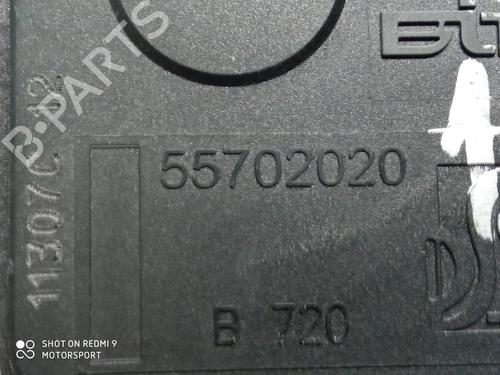 B-PARTS
11307C 12
55702020
B 720
SHOT ON REDMI 9
MOTORSPORT